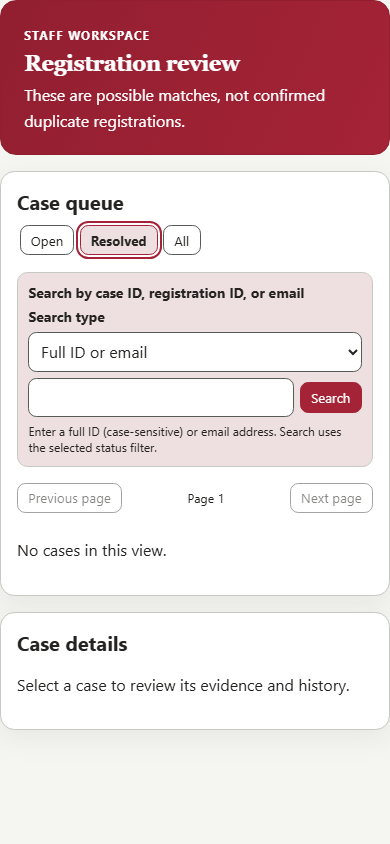 STAFF WORKSPACE
Registration review
These are possible matches, not confirmed
duplicate registrations.
Case queue
Open
Resolved
All
Search by case ID, registration ID, or email
Search type
Full ID or email
Search
Enter a full ID (case-sensitive) or email address. Search uses
the selected status filter.
Previous page
Page 1
Next page
No cases in this view.
Case details
Select a case to review its evidence and history.